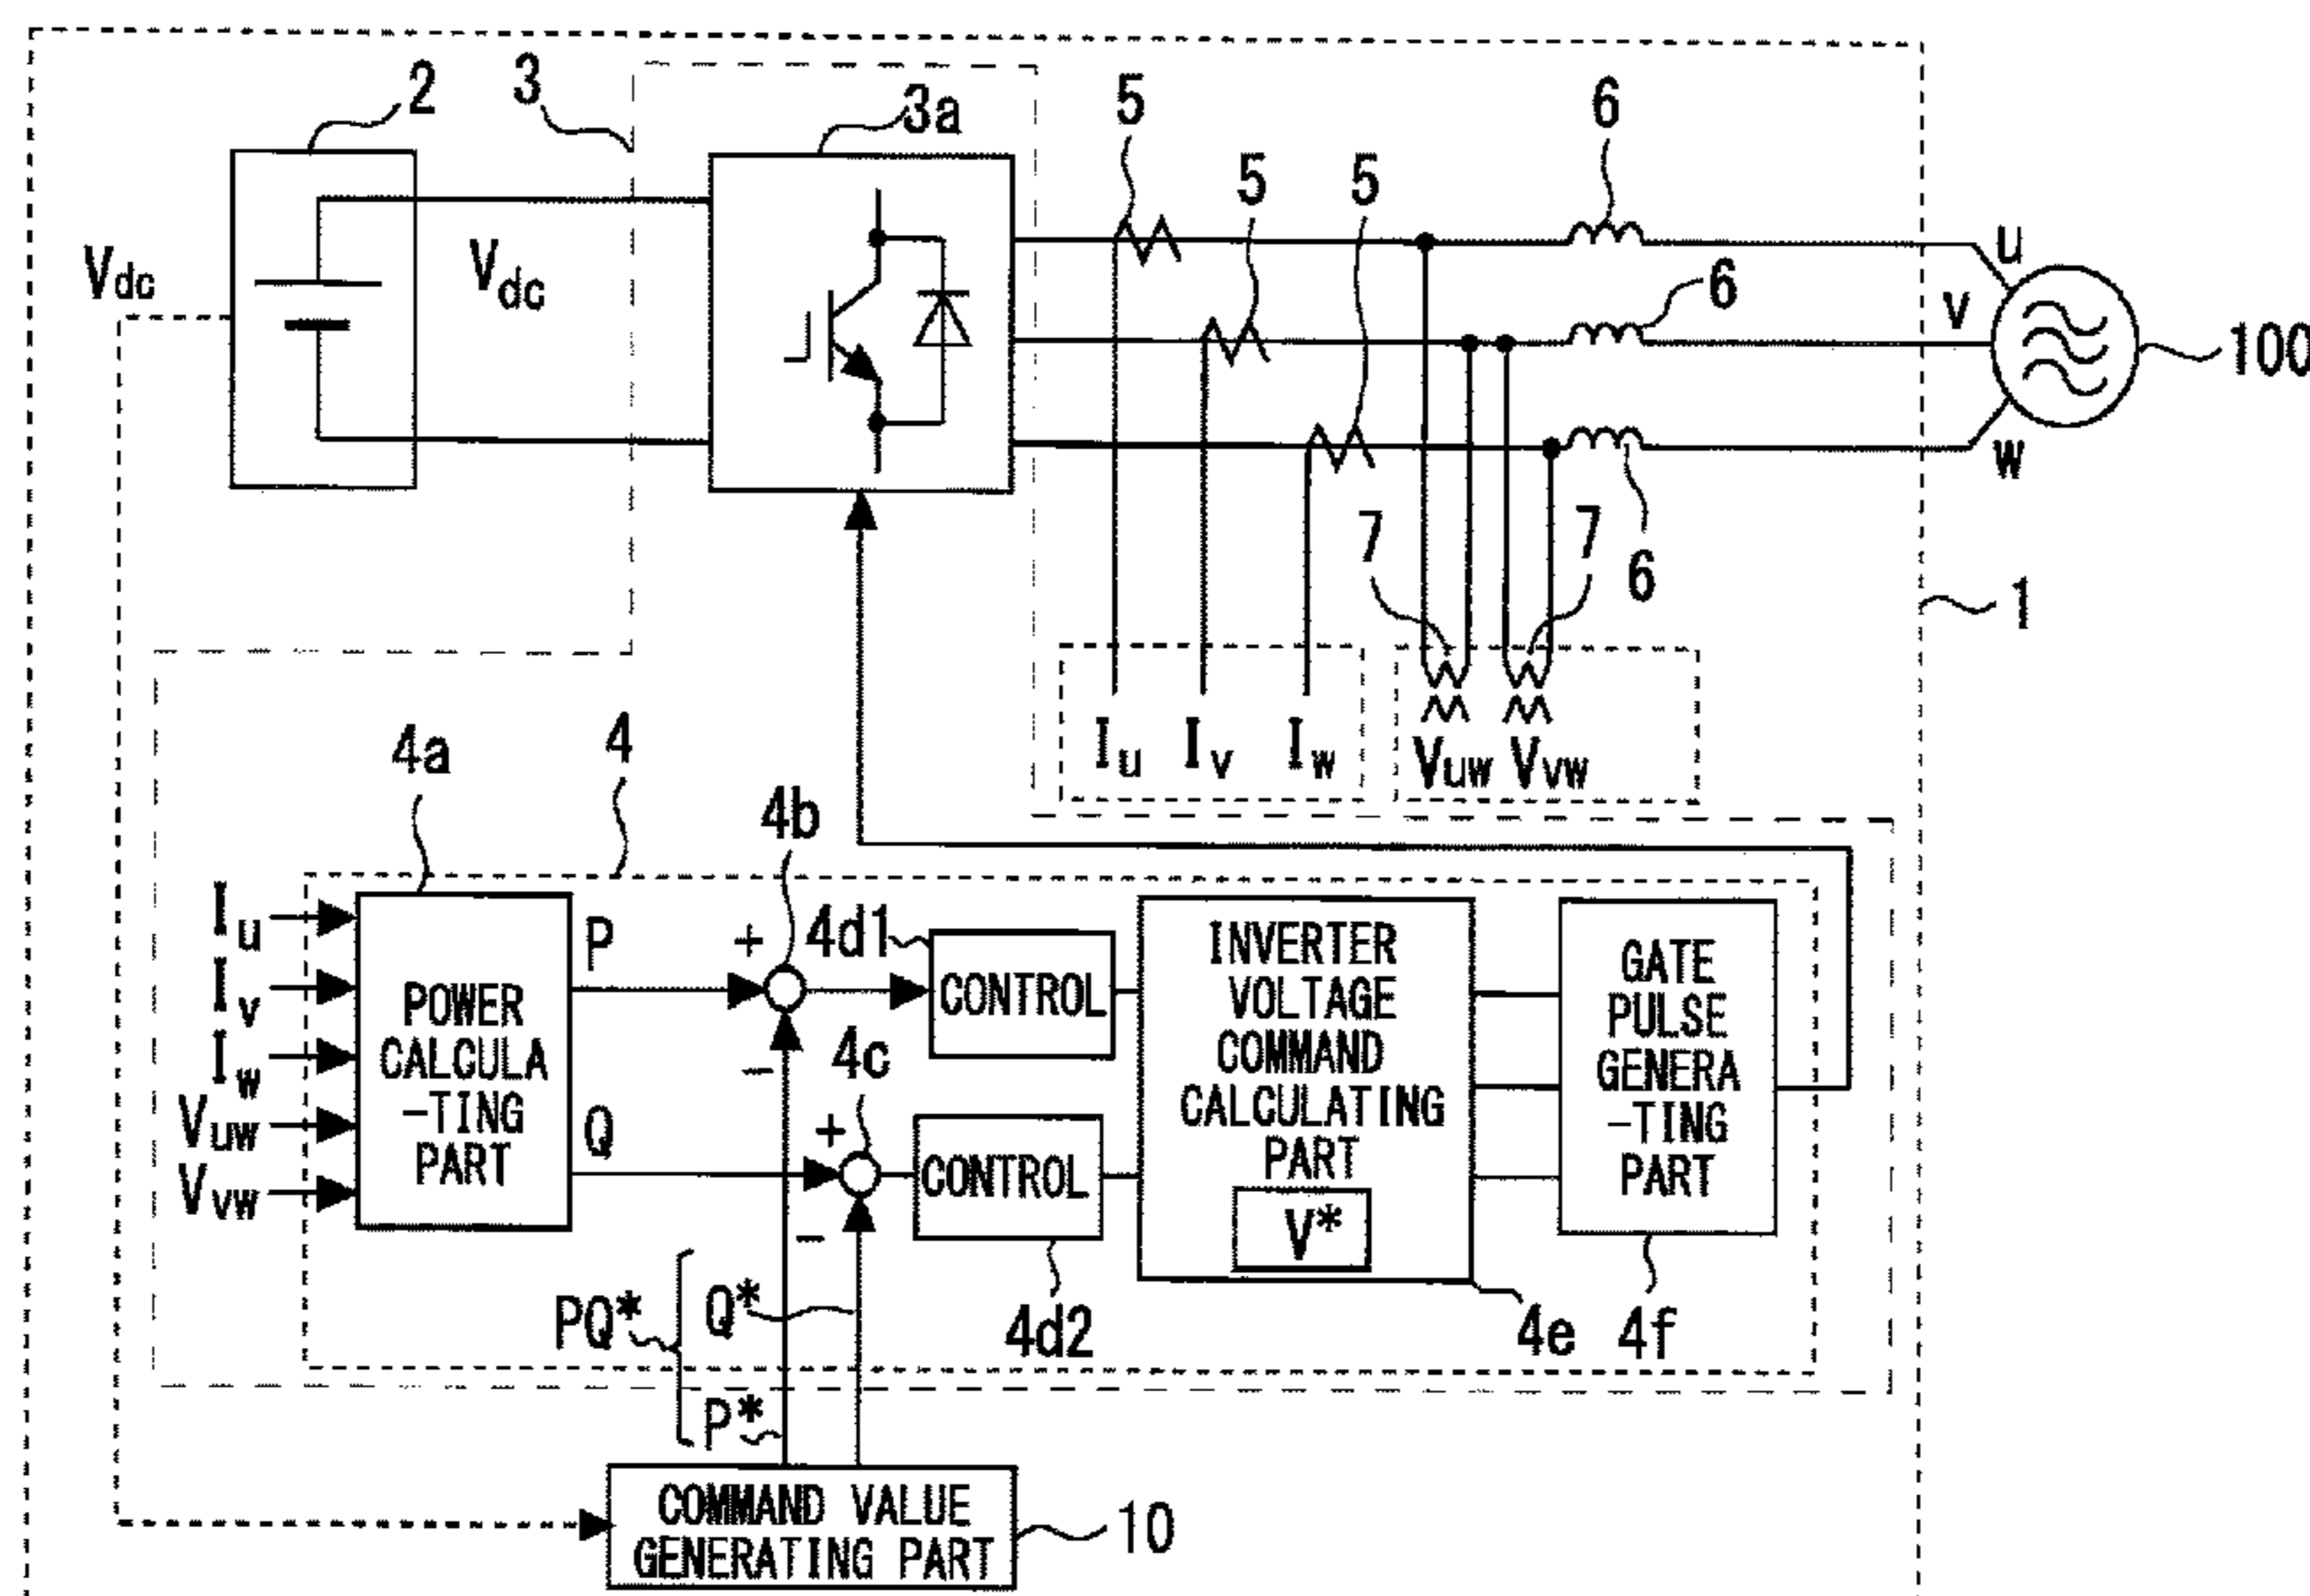 2
3
3a
5
5
5
6
6
6
Vdc
Vdc
u
v
w
100
7
7
1
Iu Iv Iw
Vuw Vvw
4a
4
4b
4c
4d1
Iu
Iv
Iw
Vuw
Vvw
POWER
CALCULA
-TING
PART
P
Q
+
-
+
-
CONTROL
CONTROL
4d2
INVERTER
VOLTAGE
COMMAND
CALCULATING
PART
V*
4e
GATE
PULSE
GENERA
-TING
PART
4f
PQ*
Q*
P*
COMMAND VALUE
GENERATING PART
10